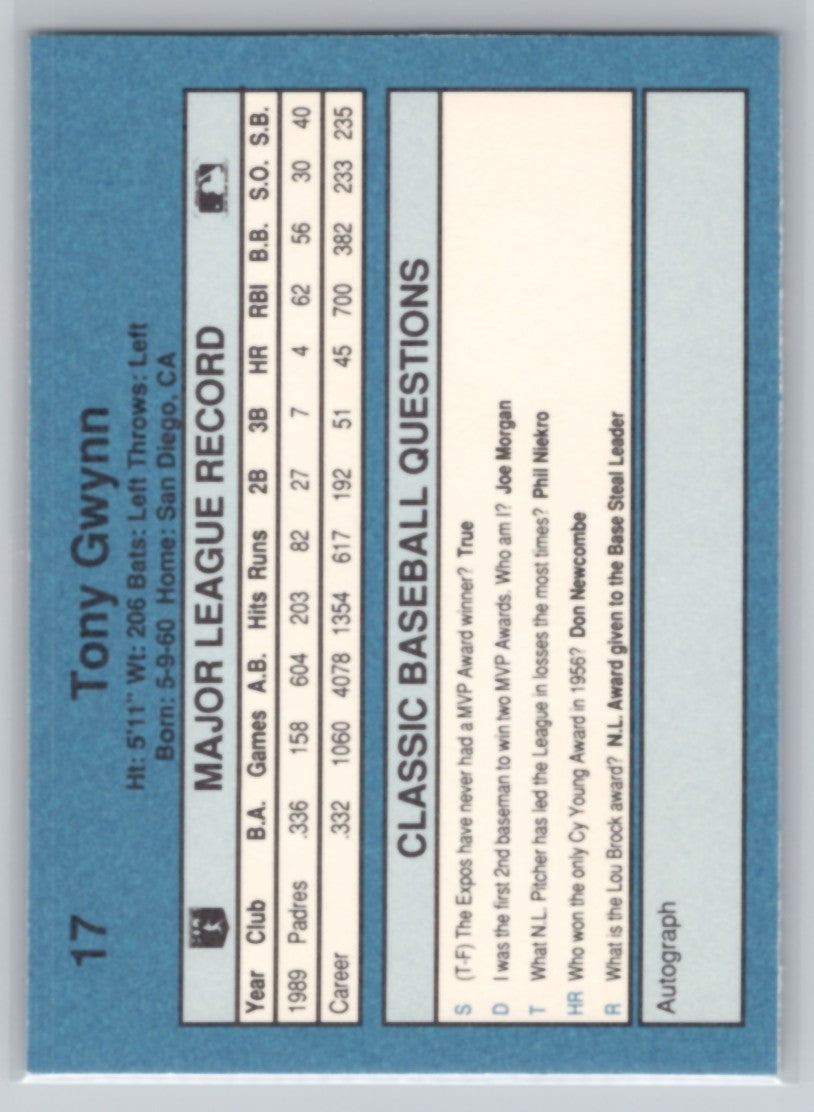 17 Tony Gwynn
Ht: 5'11" Wt: 206 Bats: Left Throws: Left
Born: 5-9-60 Home: San Diego, CA
MAJOR LEAGUE RECORD
Year Club B.A. Games A.B. Hits Runs 2B 3B HR RBI B.B. S.O. S.B.
1989 Padres .336 158 604 203 82 27 7 4 62 56 30 40
Career .332 1060 4078 1354 617 192 51 45 700 382 233 235
CLASSIC BASEBALL QUESTIONS
S (T-F) The Expos have never had a MVP Award winner? True
D I was the first 2nd baseman to win two MVP Awards. Who am I? Joe Morgan
T What N.L. Pitcher has led the League in losses the most times? Phil Niekro
HR Who won the only Cy Young Award in 1956? Don Newcombe
R What is the Lou Brock award? N.L. Award given to the Base Steal Leader
Autograph